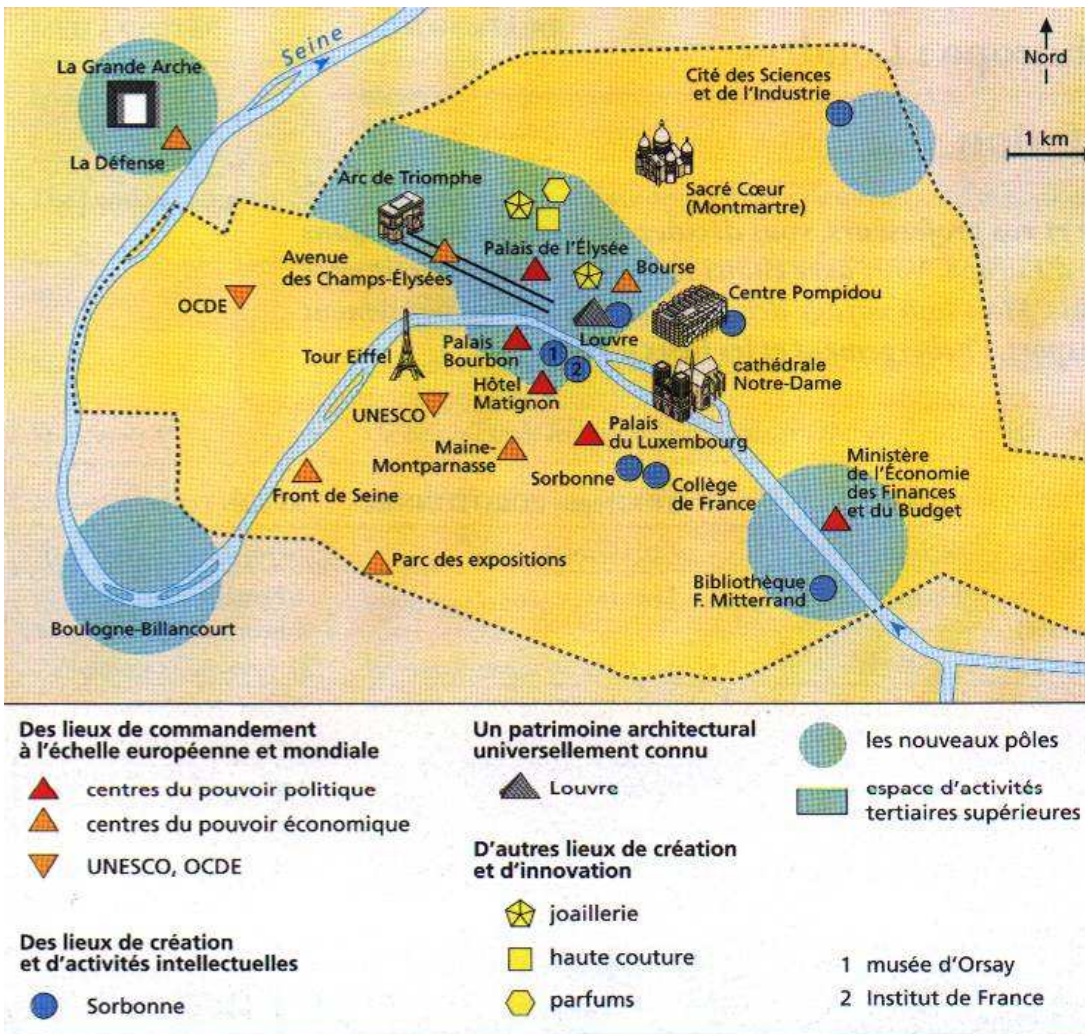 Seine
La Grande Arche
La Défense
Nord
1 km
Cité des Sciences
et de l'Industrie
Arc de Triomphe
Sacré Cœur
(Montmartre)
Avenue
des Champs-Élysées
Palais de l'Élysée
Bourse
OCDE
Centre Pompidou
Louvre
Tour Eiffel
Palais
Bourbon
1
2
cathédrale
Notre-Dame
Hôtel
Matignon
UNESCO
Palais
du Luxembourg
Maine-
Montparnasse
Sorbonne
Collège
de France
Ministère
de l'Économie
des Finances
et du Budget
Front de Seine
Parc des expositions
Bibliothèque
F. Mitterrand
Boulogne-Billancourt
Des lieux de commandement
à l'échelle européenne et mondiale
centres du pouvoir politique
centres du pouvoir économique
UNESCO, OCDE
Des lieux de création
et d'activités intellectuelles
Sorbonne
Un patrimoine architectural
universellement connu
Louvre
D'autres lieux de création
et d'innovation
joaillerie
haute couture
parfums
les nouveaux pôles
espace d'activités
tertiaires supérieures
1 musée d'Orsay
2 Institut de France